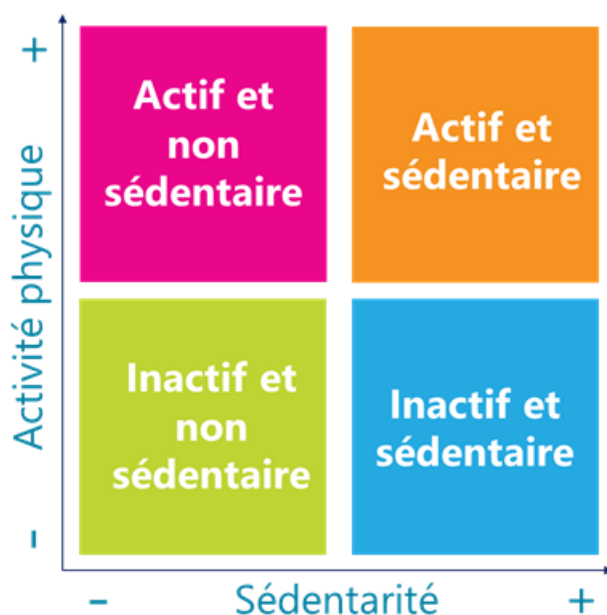 +
Activité physique
-
Actif et
non
sédentaire
Actif et
sédentaire
Inactif et
non
sédentaire
Inactif et
sédentaire
-
Sédentarité
+